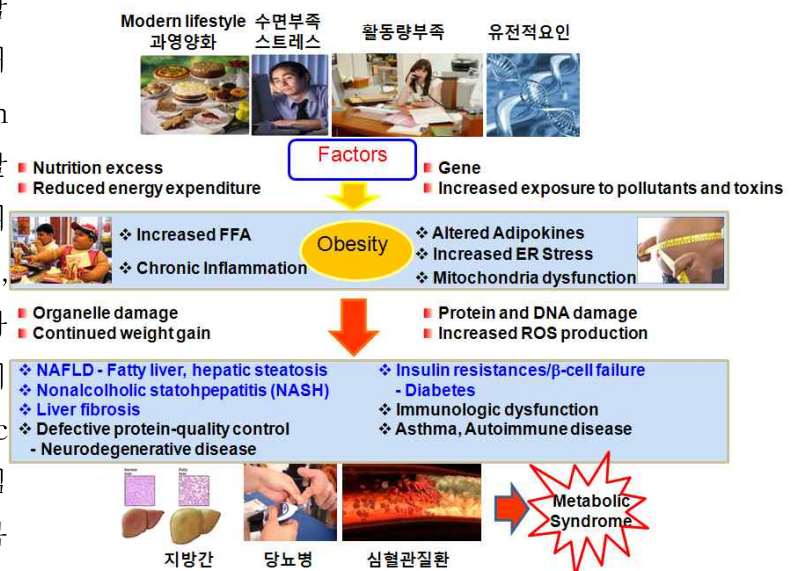 Modern lifestyle
과영양화
수면부족
스트레스
활동량부족
유전적요인
Factors
Nutrition excess
Reduced energy expenditure
Gene
Increased exposure to pollutants and toxins
Increased FFA
Chronic Inflammation
Obesity
Altered Adipokines
Increased ER Stress
Mitochondria dysfunction
Organelle damage
Continued weight gain
Protein and DNA damage
Increased ROS production
NAFLD - Fatty liver, hepatic steatosis
Nonalcolholic statohpepatitis (NASH)
Liver fibrosis
Defective protein-quality control
- Neurodegenerative disease
Insulin resistances/β-cell failure
- Diabetes
Immunologic dysfunction
Asthma, Autoimmune disease
지방간
당뇨병
심혈관질환
Metabolic
Syndrome